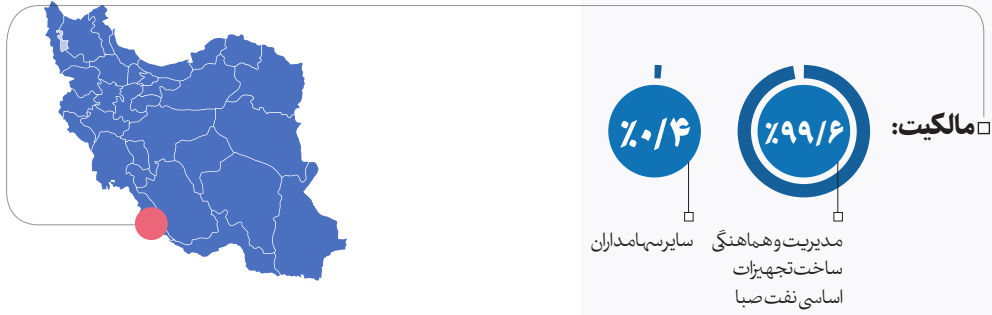 مالکیت:
٪۹۹/۶
مدیریت و هماهنگی
ساخت تجهیزات
اساسی نفت صبا
٪۰/۴
سایر سهامداران